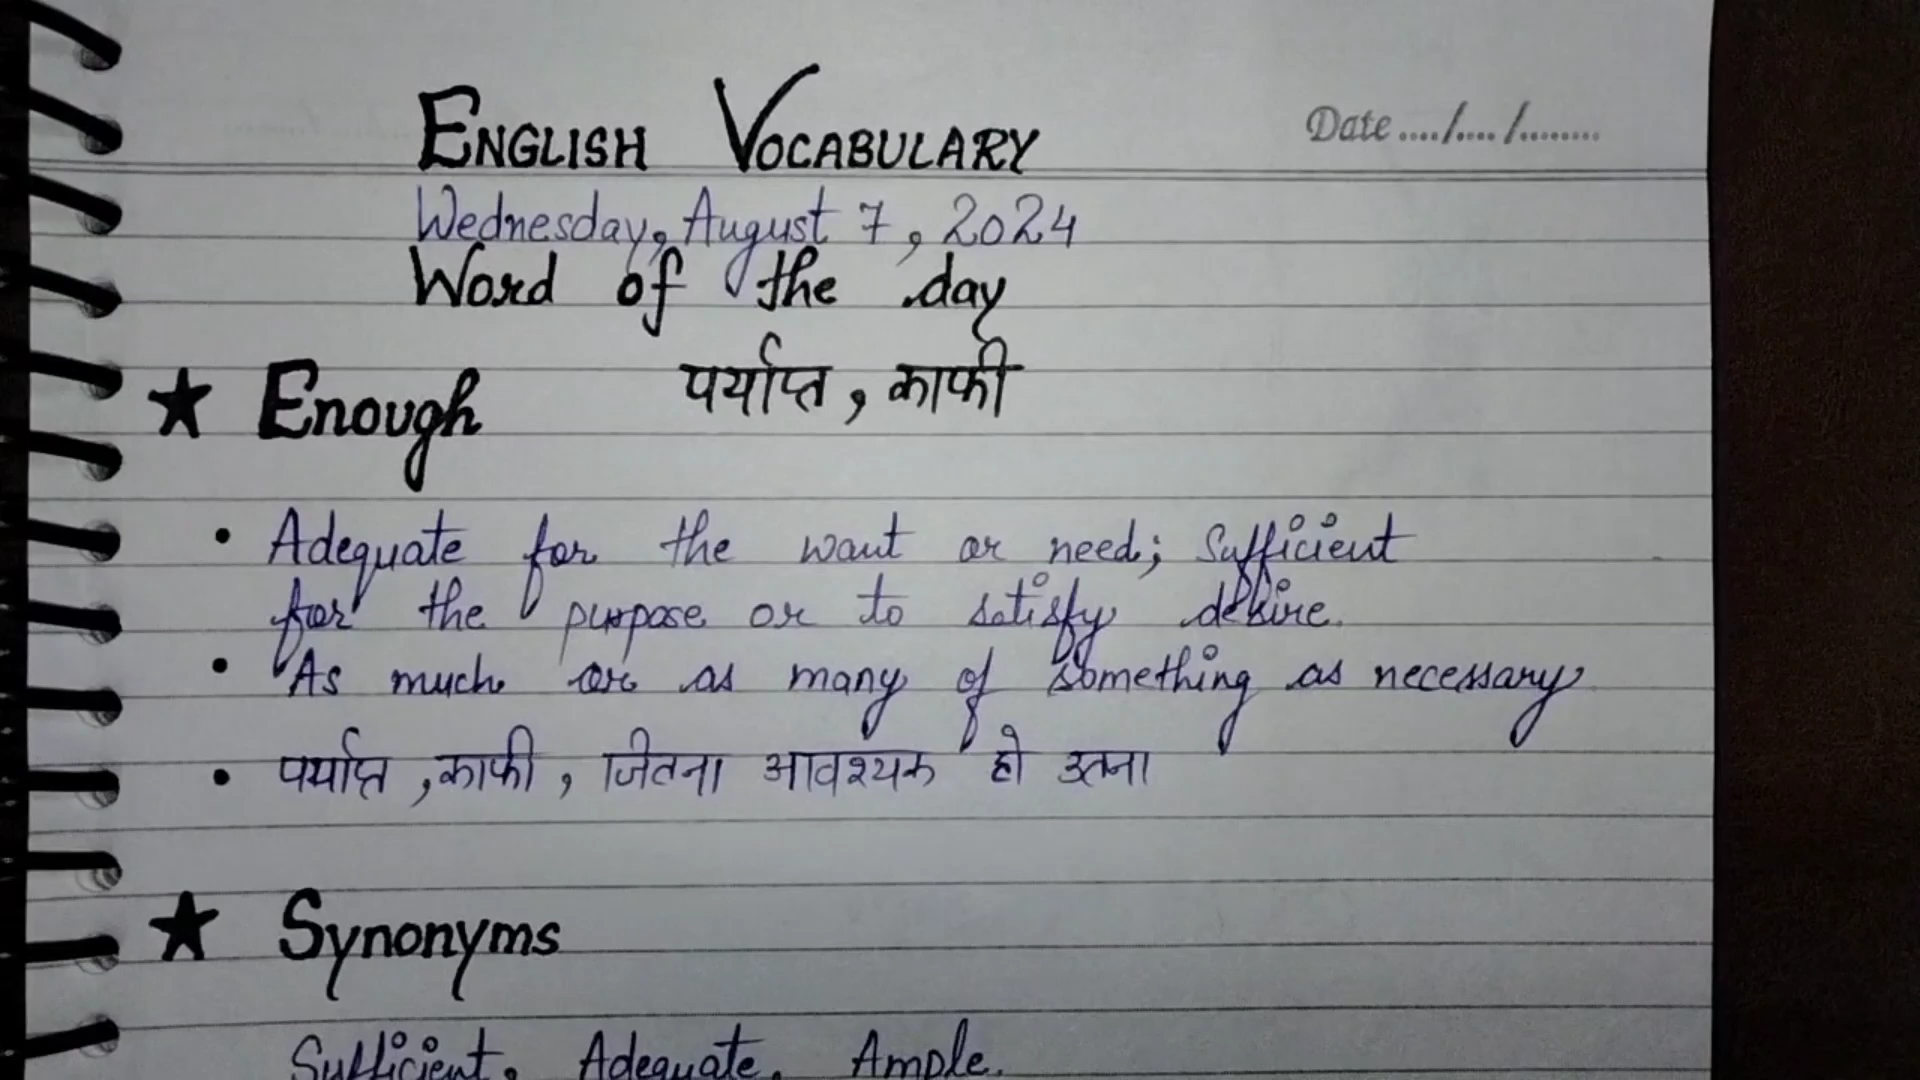 ENGLISH VOCABULARY
Date ..../..../........
Wednesday, August 7, 2024
Word of the day
★ Enough पर्याप्त, काफी
• Adequate for the want or need; Sufficient
for the purpose or to satisfy desire.
• As much or as many of something as necessary
• पर्याप्त, काफी, जितना आवश्यक हो उतना
★ Synonyms
Sufficient, Adequate, Ample,